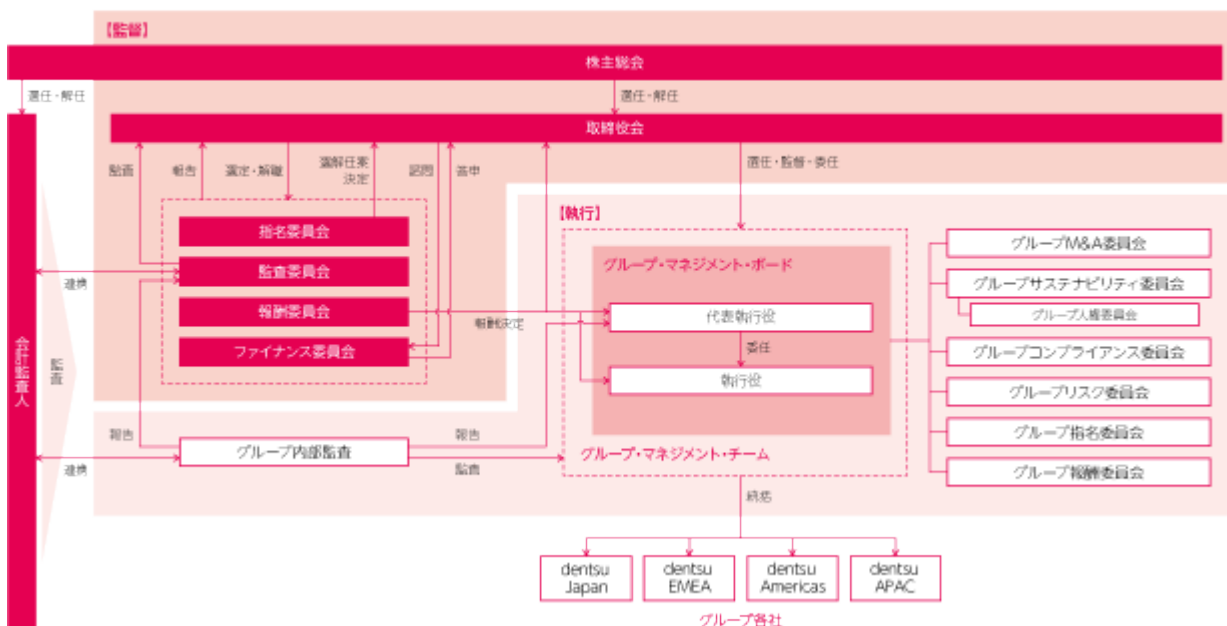 【監督】
株主総会
選任・解任
選任・解任
取締役会
監査
報告
選定・解職
選解任案
決定
諮問
答申
選任・監督・委任
【執行】
指名委員会
監査委員会
報酬委員会
ファイナンス委員会
連携
報酬決定
会計監査人
監査
グループ・マネジメント・ボード
代表執行役
委任
執行役
グループ・マネジメント・チーム
グループM&A委員会
グループサステナビリティ委員会
グループ人権委員会
グループコンプライアンス委員会
グループリスク委員会
グループ指名委員会
グループ報酬委員会
報告
グループ内部監査
報告
連携
監査
統括
dentsu
Japan
dentsu
EMEA
dentsu
Americas
dentsu
APAC
グループ各社